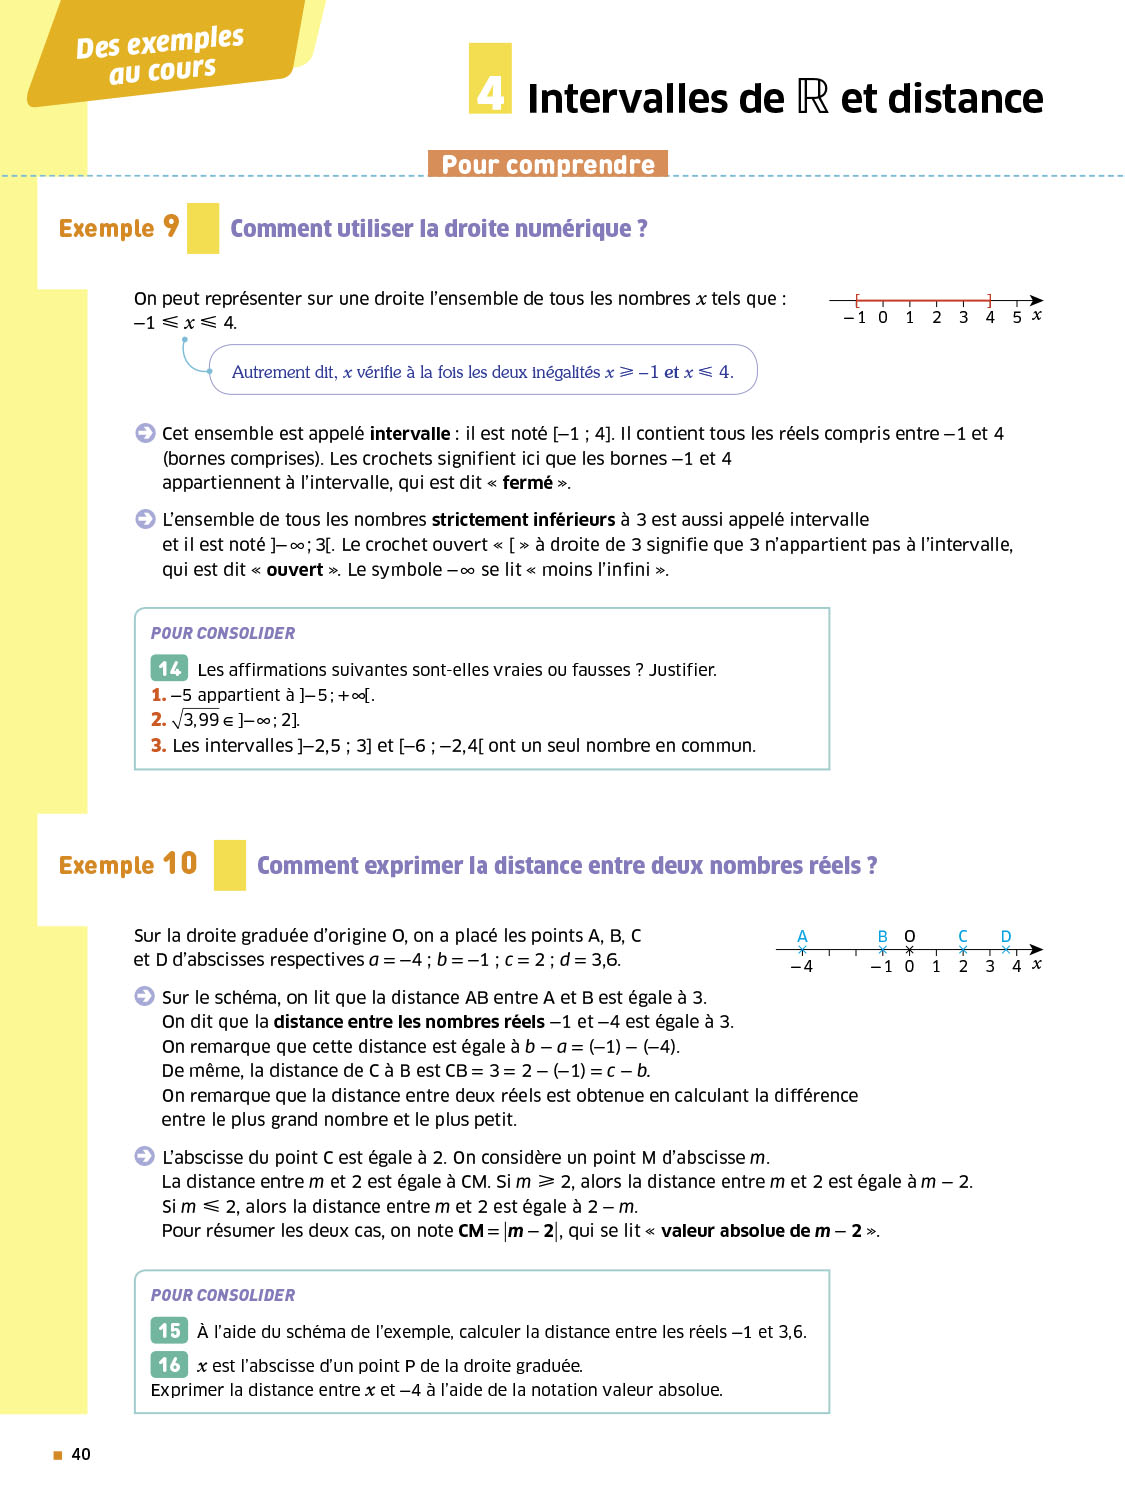 Des exemples
au cours
4 Intervalles de ℝ et distance
Pour comprendre
Exemple 9 Comment utiliser la droite numérique ?
On peut représenter sur une droite l’ensemble de tous les nombres x tels que :
–1 ⩽ x ⩽ 4.
[ ]
–1 0 1 2 3 4 5 x
Autrement dit, x vérifie à la fois les deux inégalités x ⩾ –1 et x ⩽ 4.
Cet ensemble est appelé intervalle : il est noté [–1 ; 4]. Il contient tous les réels compris entre –1 et 4
(bornes comprises). Les crochets signifient ici que les bornes –1 et 4
appartiennent à l’intervalle, qui est dit « fermé ».
L’ensemble de tous les nombres strictement inférieurs à 3 est aussi appelé intervalle
et il est noté ]–∞ ; 3[. Le crochet ouvert « [ » à droite de 3 signifie que 3 n’appartient pas à l’intervalle,
qui est dit « ouvert ». Le symbole –∞ se lit « moins l’infini ».
POUR CONSOLIDER
14 Les affirmations suivantes sont-elles vraies ou fausses ? Justifier.
1. –5 appartient à ]–5 ; +∞[.
2. √3,99 ∈ ]–∞ ; 2].
3. Les intervalles ]–2,5 ; 3] et [–6 ; –2,4[ ont un seul nombre en commun.
Exemple 10 Comment exprimer la distance entre deux nombres réels ?
Sur la droite graduée d’origine O, on a placé les points A, B, C
et D d’abscisses respectives a = –4 ; b = –1 ; c = 2 ; d = 3,6.
A B O C D
–4 –1 0 1 2 3 4 x
Sur le schéma, on lit que la distance AB entre A et B est égale à 3.
On dit que la distance entre les nombres réels –1 et –4 est égale à 3.
On remarque que cette distance est égale à b – a = (–1) – (–4).
De même, la distance de C à B est CB = 3 = 2 – (–1) = c – b.
On remarque que la distance entre deux réels est obtenue en calculant la différence
entre le plus grand nombre et le plus petit.
L’abscisse du point C est égale à 2. On considère un point M d’abscisse m.
La distance entre m et 2 est égale à CM. Si m ⩾ 2, alors la distance entre m et 2 est égale à m – 2.
Si m ⩽ 2, alors la distance entre m et 2 est égale à 2 – m.
Pour résumer les deux cas, on note CM = |m – 2|, qui se lit « valeur absolue de m – 2 ».
POUR CONSOLIDER
15 À l’aide du schéma de l’exemple, calculer la distance entre les réels –1 et 3,6.
16 x est l’abscisse d’un point P de la droite graduée.
Exprimer la distance entre x et –4 à l’aide de la notation valeur absolue.
40